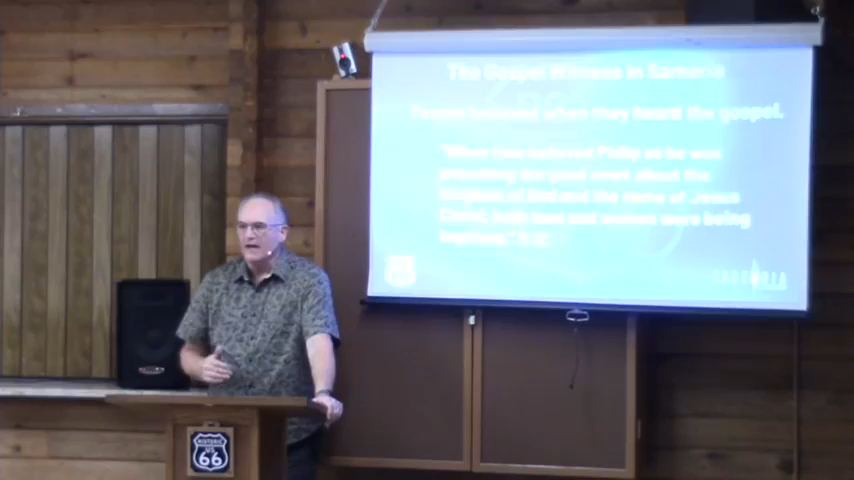 The Gospel Witness in Samaria
People believed when they heard the gospel.
"When they believed Philip as he was
preaching the good news about the
kingdom of God and the name of Jesus
Christ, both men and women were being
baptized."
HISTORIC
66